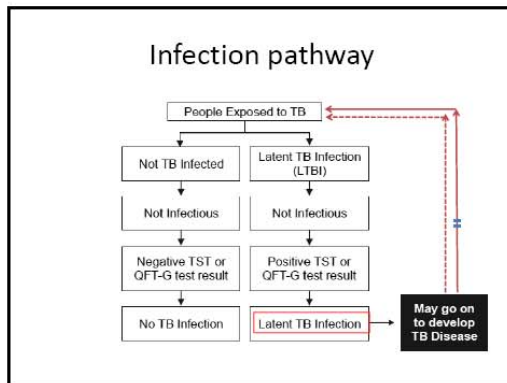 Infection pathway
People Exposed to TB
Not TB Infected
Latent TB Infection
(LTBI)
Not Infectious
Not Infectious
Negative TST or
QFT-G test result
Positive TST or
QFT-G test result
No TB Infection
Latent TB Infection
May go on
to develop
TB Disease